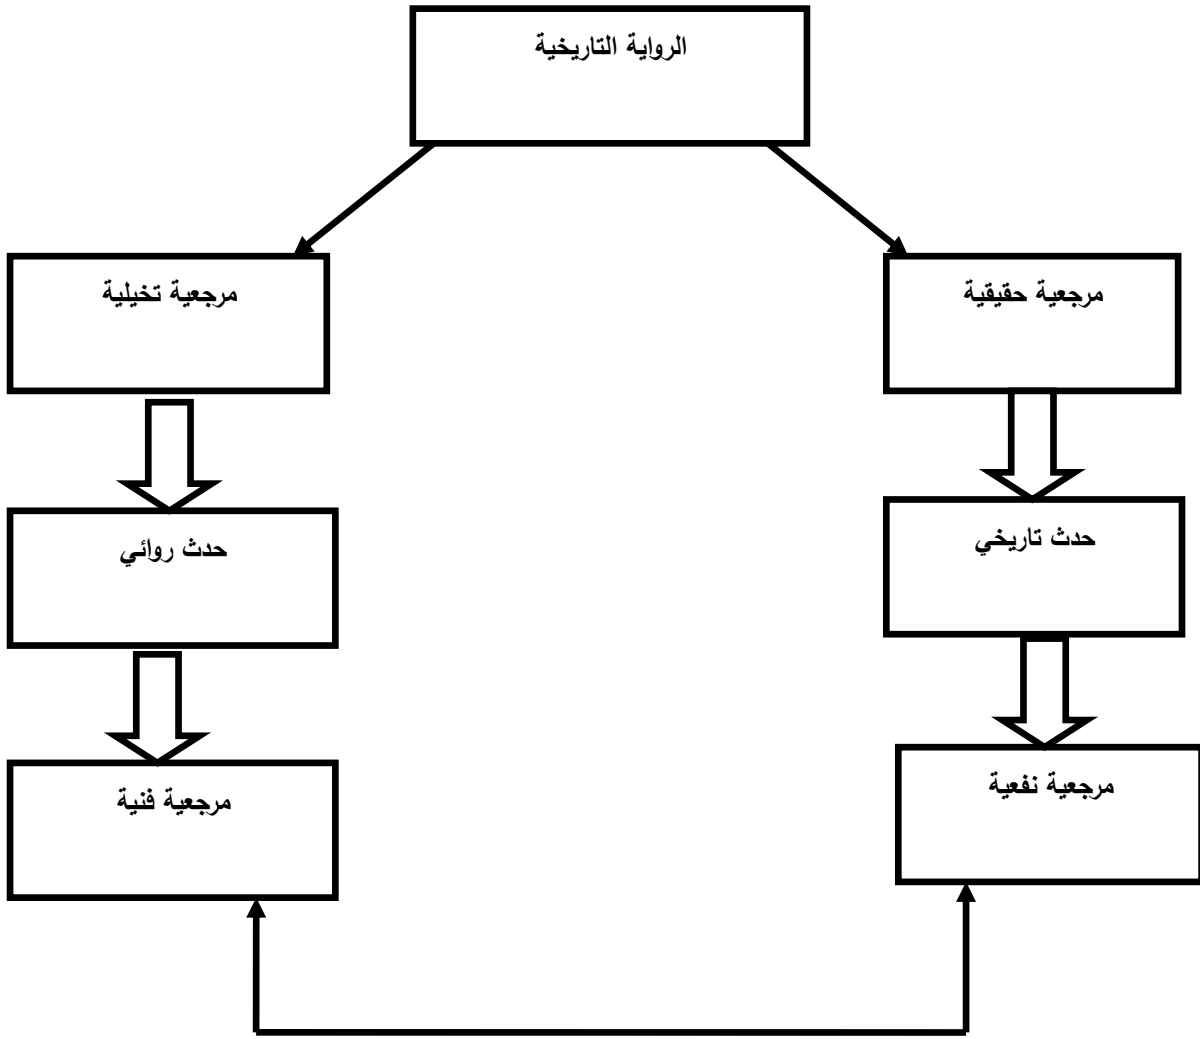 الرواية التاريخية
مرجعية حقيقية
مرجعية تخيلية
حدث تاريخي
حدث روائي
مرجعية نفعية
مرجعية فنية